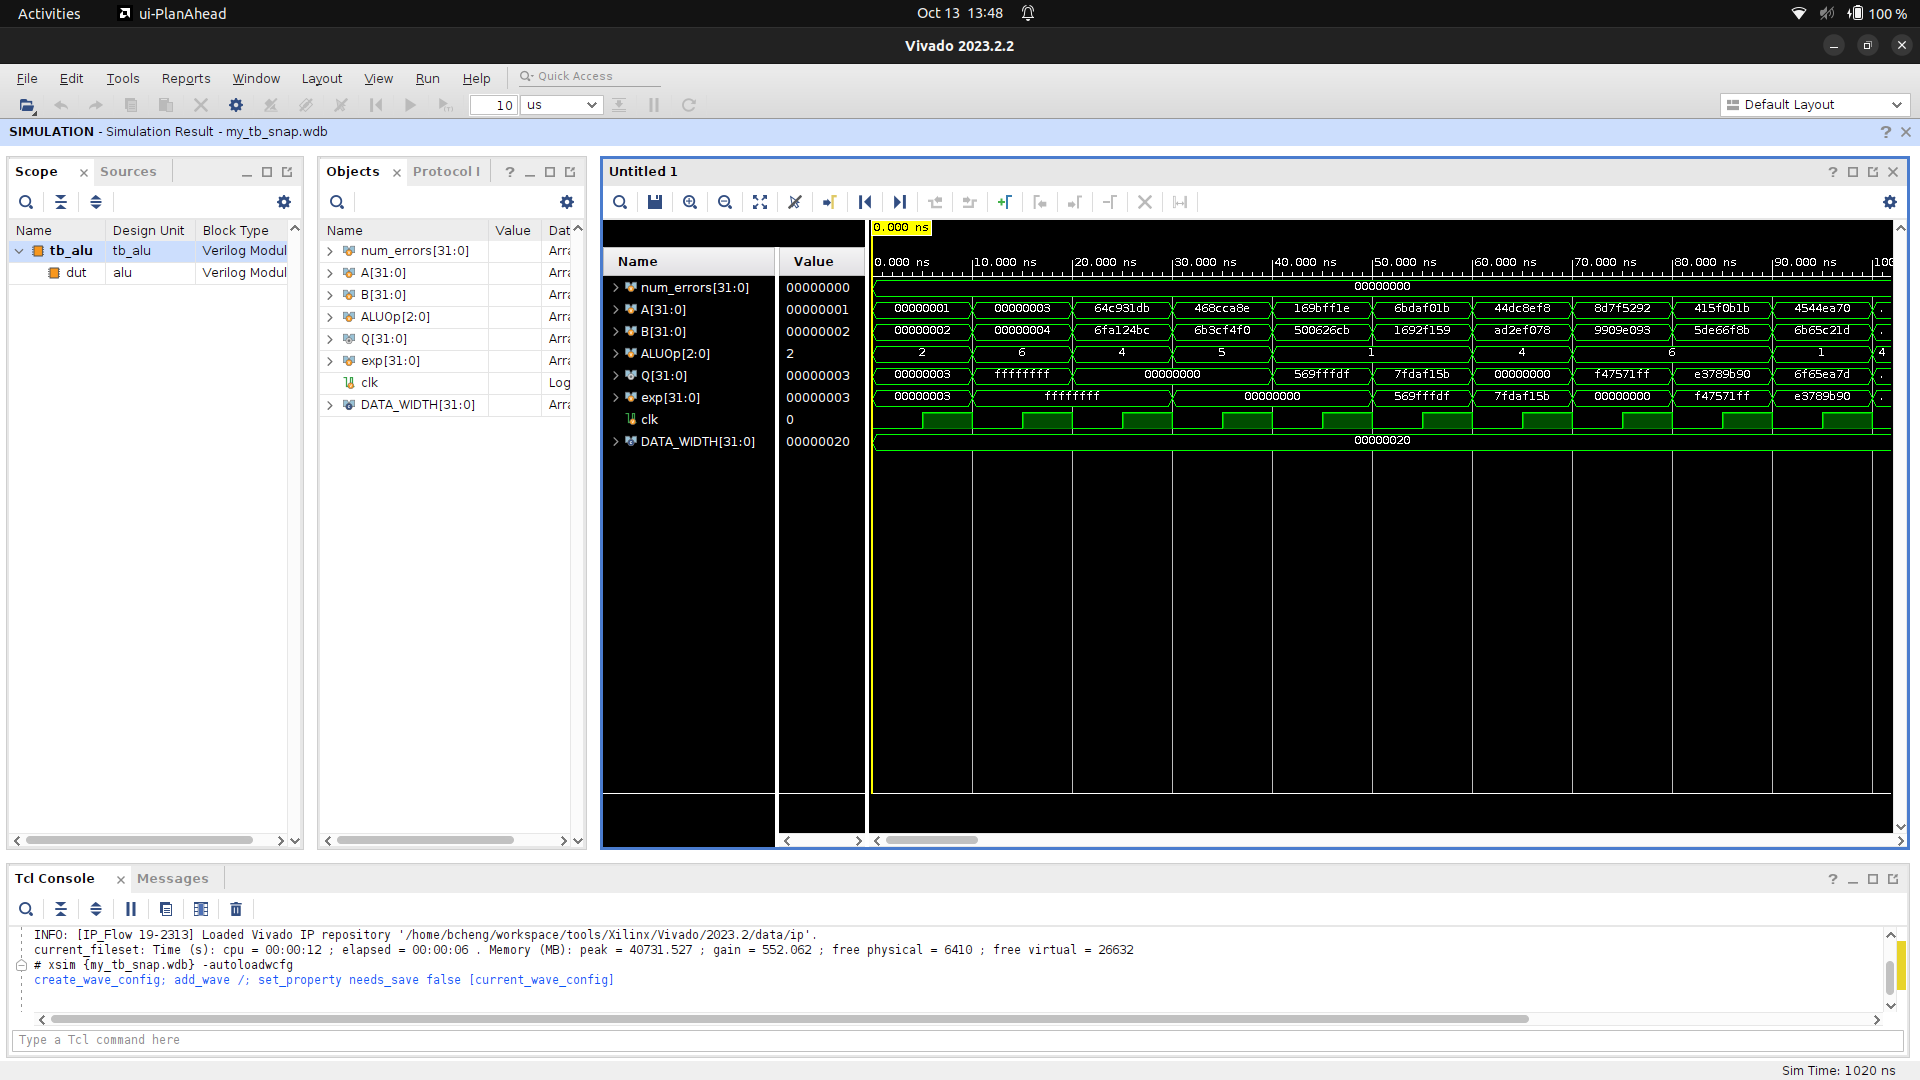 Activities ui-PlanAhead Oct 13 13:48 100 %
Vivado 2023.2.2
File Edit Tools Reports Window Layout View Run Help Quick Access
10 us Default Layout
SIMULATION - Simulation Result - my_tb_snap.wdb
Scope Sources
Name Design Unit Block Type
tb_alu tb_alu Verilog Modul
dut alu Verilog Modul
Objects Protocol I
Name Value Dat
num_errors[31:0] Arra
A[31:0] Arra
B[31:0] Arra
ALUOp[2:0] Arra
Q[31:0] Arra
exp[31:0] Arra
clk Log
DATA_WIDTH[31:0] Arra
Untitled 1
0.000 ns
Name Value 0.000 ns 10.000 ns 20.000 ns 30.000 ns 40.000 ns 50.000 ns 60.000 ns 70.000 ns 80.000 ns 90.000 ns 100
num_errors[31:0] 00000000 00000000
A[31:0] 00000001 00000001 00000003 64c931db 468cca8e 169bff1e 6bdaf01b 44dc8ef8 8d7f5292 415f0b1b 4544ea70 .
B[31:0] 00000002 00000002 00000004 6fa124bc 6b3cf4f0 500626cb 1692f159 ad2ef078 9909e093 5de66f8b 6b65c21d .
ALUOp[2:0] 2 2 6 4 5 1 4 6 1 4
Q[31:0] 00000003 00000003 ffffffff 00000000 569fffdf 7fdaf15b 00000000 f47571ff e3789b90 6f65ea7d .
exp[31:0] 00000003 00000003 ffffffff 00000000 569fffdf 7fdaf15b 00000000 f47571ff e3789b90 .
clk 0
DATA_WIDTH[31:0] 00000020 00000020
Tcl Console Messages
INFO: [IP_Flow 19-2313] Loaded Vivado IP repository '/home/bcheng/workspace/tools/Xilinx/Vivado/2023.2/data/ip'.
current_fileset: Time (s): cpu = 00:00:12 ; elapsed = 00:00:06 . Memory (MB): peak = 40731.527 ; gain = 552.062 ; free physical = 6410 ; free virtual = 26632
# xsim {my_tb_snap.wdb} -autoloadwcfg
create_wave_config; add_wave /; set_property needs_save false [current_wave_config]
Type a Tcl command here
Sim Time: 1020 ns